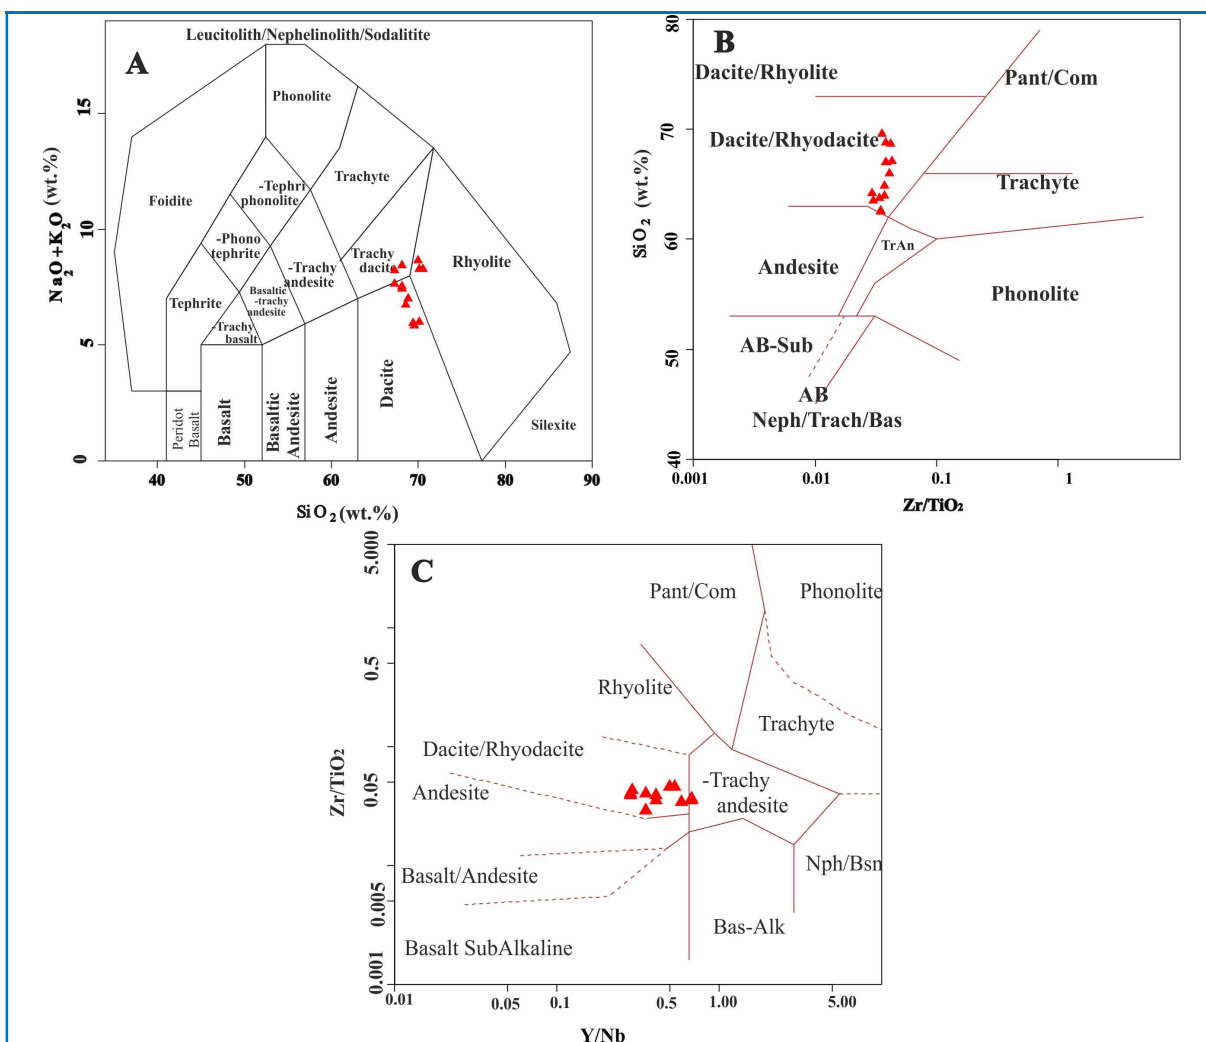 A
Leucitolith/Nephelinolith/Sodalitite
Phonolite
Foidite
-Tephri
phonolite
Trachyte
-Phono
tephrite
Trachy
dacite
Rhyolite
-Trachy
andesite
Tephrite
Basaltic
-trachy
andesite
-Trachy
basalt
Peridot
Basalt
Basalt
Basaltic
Andesite
Andesite
Dacite
Silexite
Na2O+K2O (wt.%)
0
5
10
15
40
50
60
70
80
90
SiO2 (wt.%)
B
Dacite/Rhyolite
Pant/Com
Dacite/Rhyodacite
Trachyte
TrAn
Andesite
Phonolite
AB-Sub
AB
Neph/Trach/Bas
SiO2 (wt.%)
80
70
60
50
40
0.001
0.01
0.1
1
Zr/TiO2
C
Pant/Com
Phonolite
Rhyolite
Trachyte
Dacite/Rhyodacite
Andesite
-Trachy
andesite
Nph/Bsn
Basalt/Andesite
Bas-Alk
Basalt SubAlkaline
Zr/TiO2
5.000
0.5
0.05
0.005
0.001
0.01
0.05
0.1
0.5
1.00
5.00
Y/Nb